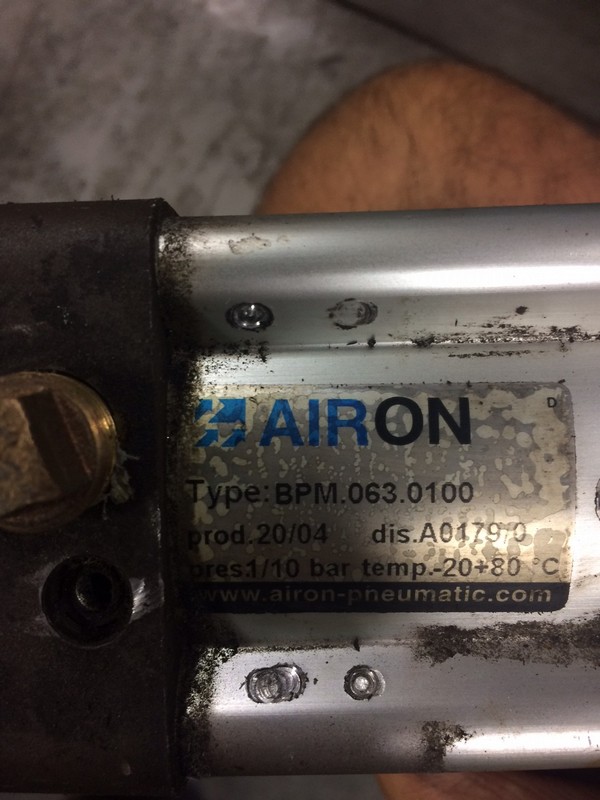 AIRON
D
Type:BPM.063.0100
prod.20/04 dis.A0179/0
pres.1/10 bar temp.-20+80 °C
www.airon-pneumatic.com